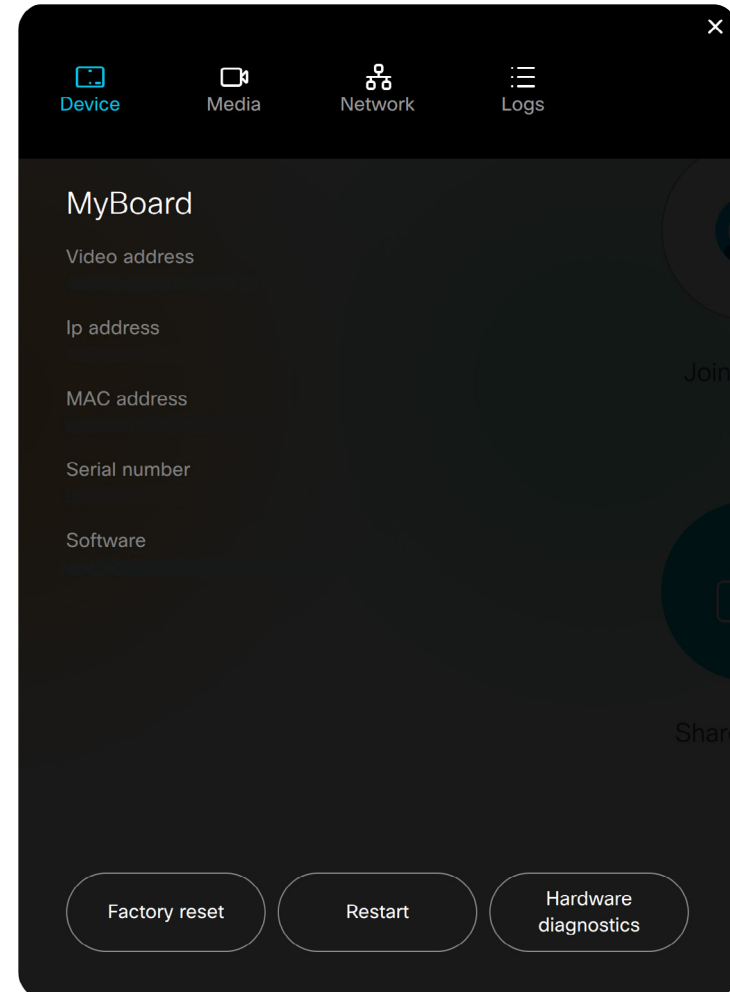 Device Media Network Logs
MyBoard
Video address
Ip address
MAC address
Serial number
Software
Join
Shar
Factory reset Restart Hardware
diagnostics